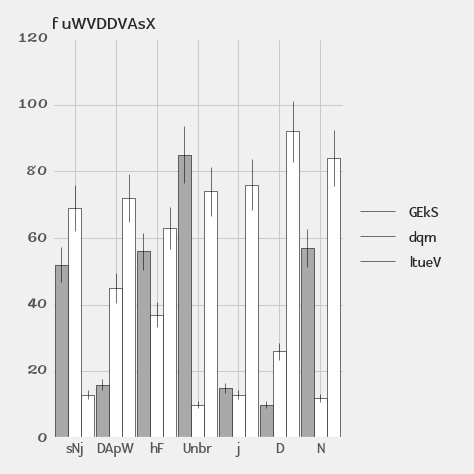 f uWVDDVAsX
120
100
80
60
40
20
0
sNj DApW hF Unbr j D N
GEkS
dqm
ltueV